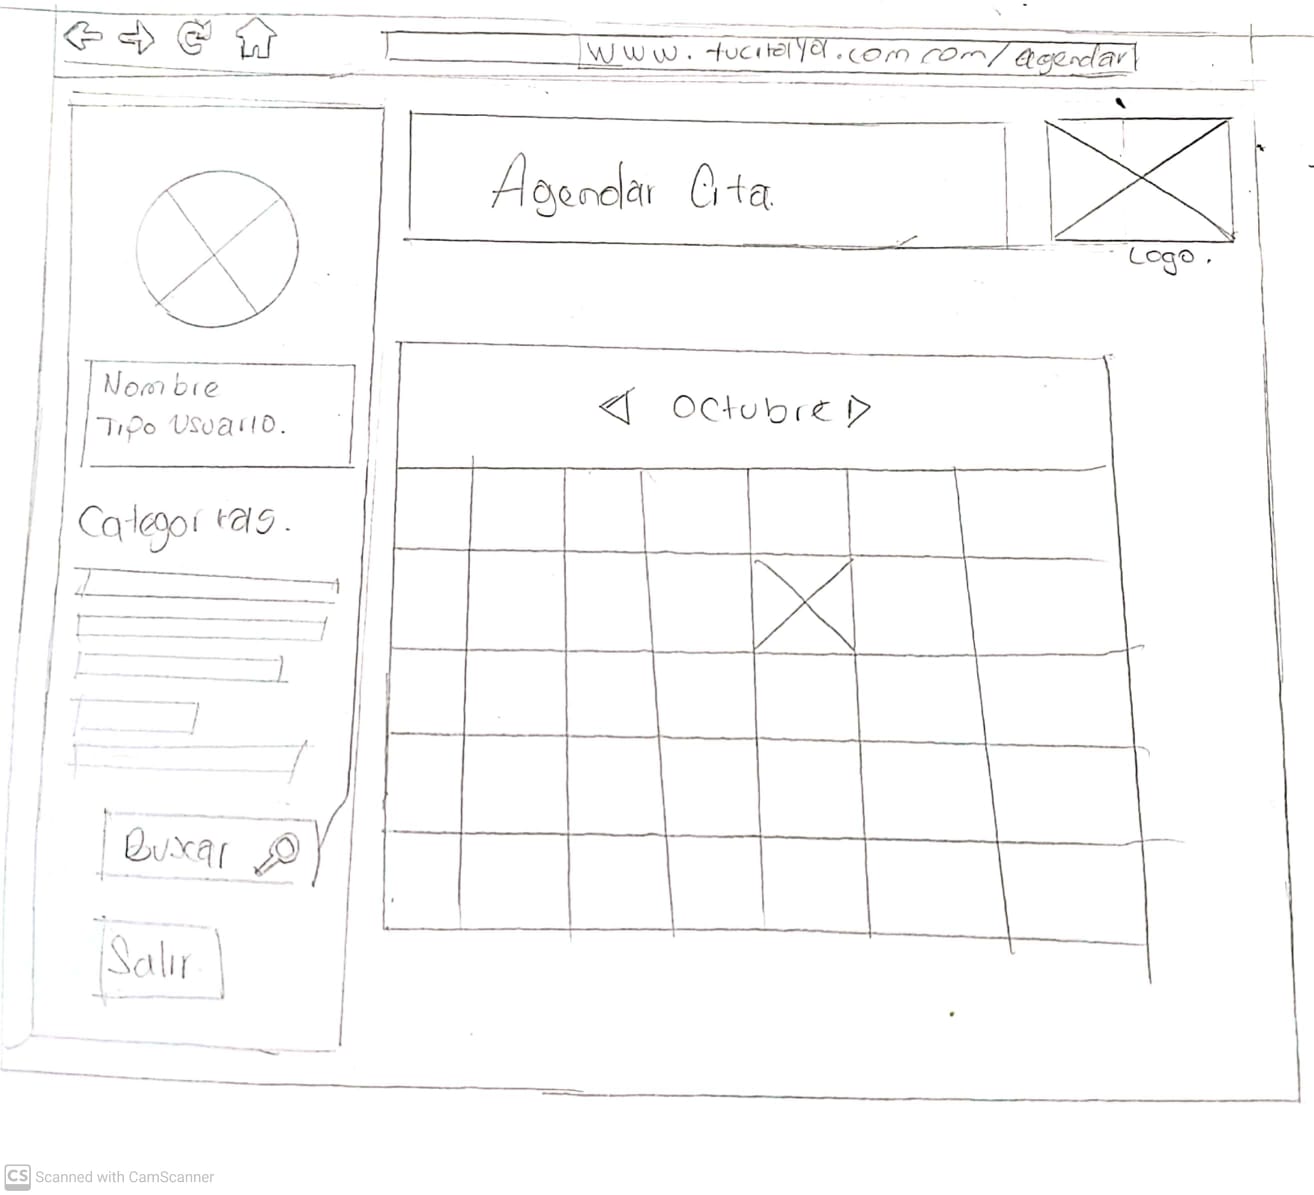 www.tucitaya.com com/agendar
Agendar Cita.
Logo.
Nombre
Tipo Usuario.
Octubre
Categorias.
Buscar
Salir
CS Scanned with CamScanner